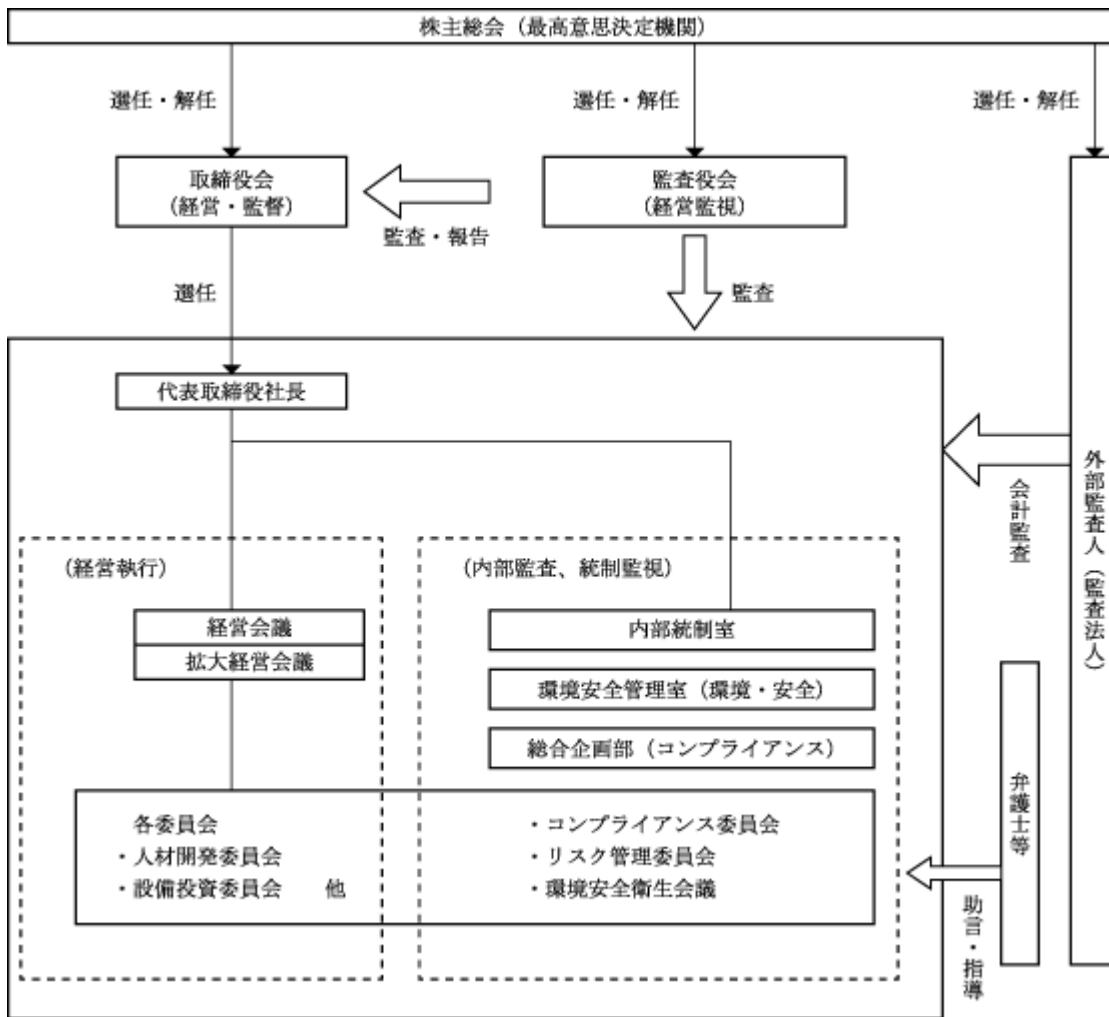 株主総会（最高意思決定機関）
選任・解任
選任・解任
選任・解任
取締役会
（経営・監督）
監査・報告
監査役会
（経営監視）
選任
監査
代表取締役社長
外部監査人（監査法人）
会計監査
（経営執行）
（内部監査、統制監視）
経営会議
拡大経営会議
内部統制室
環境安全管理室（環境・安全）
総合企画部（コンプライアンス）
各委員会
・人材開発委員会
・設備投資委員会　他
・コンプライアンス委員会
・リスク管理委員会
・環境安全衛生会議
弁護士等
助言・指導